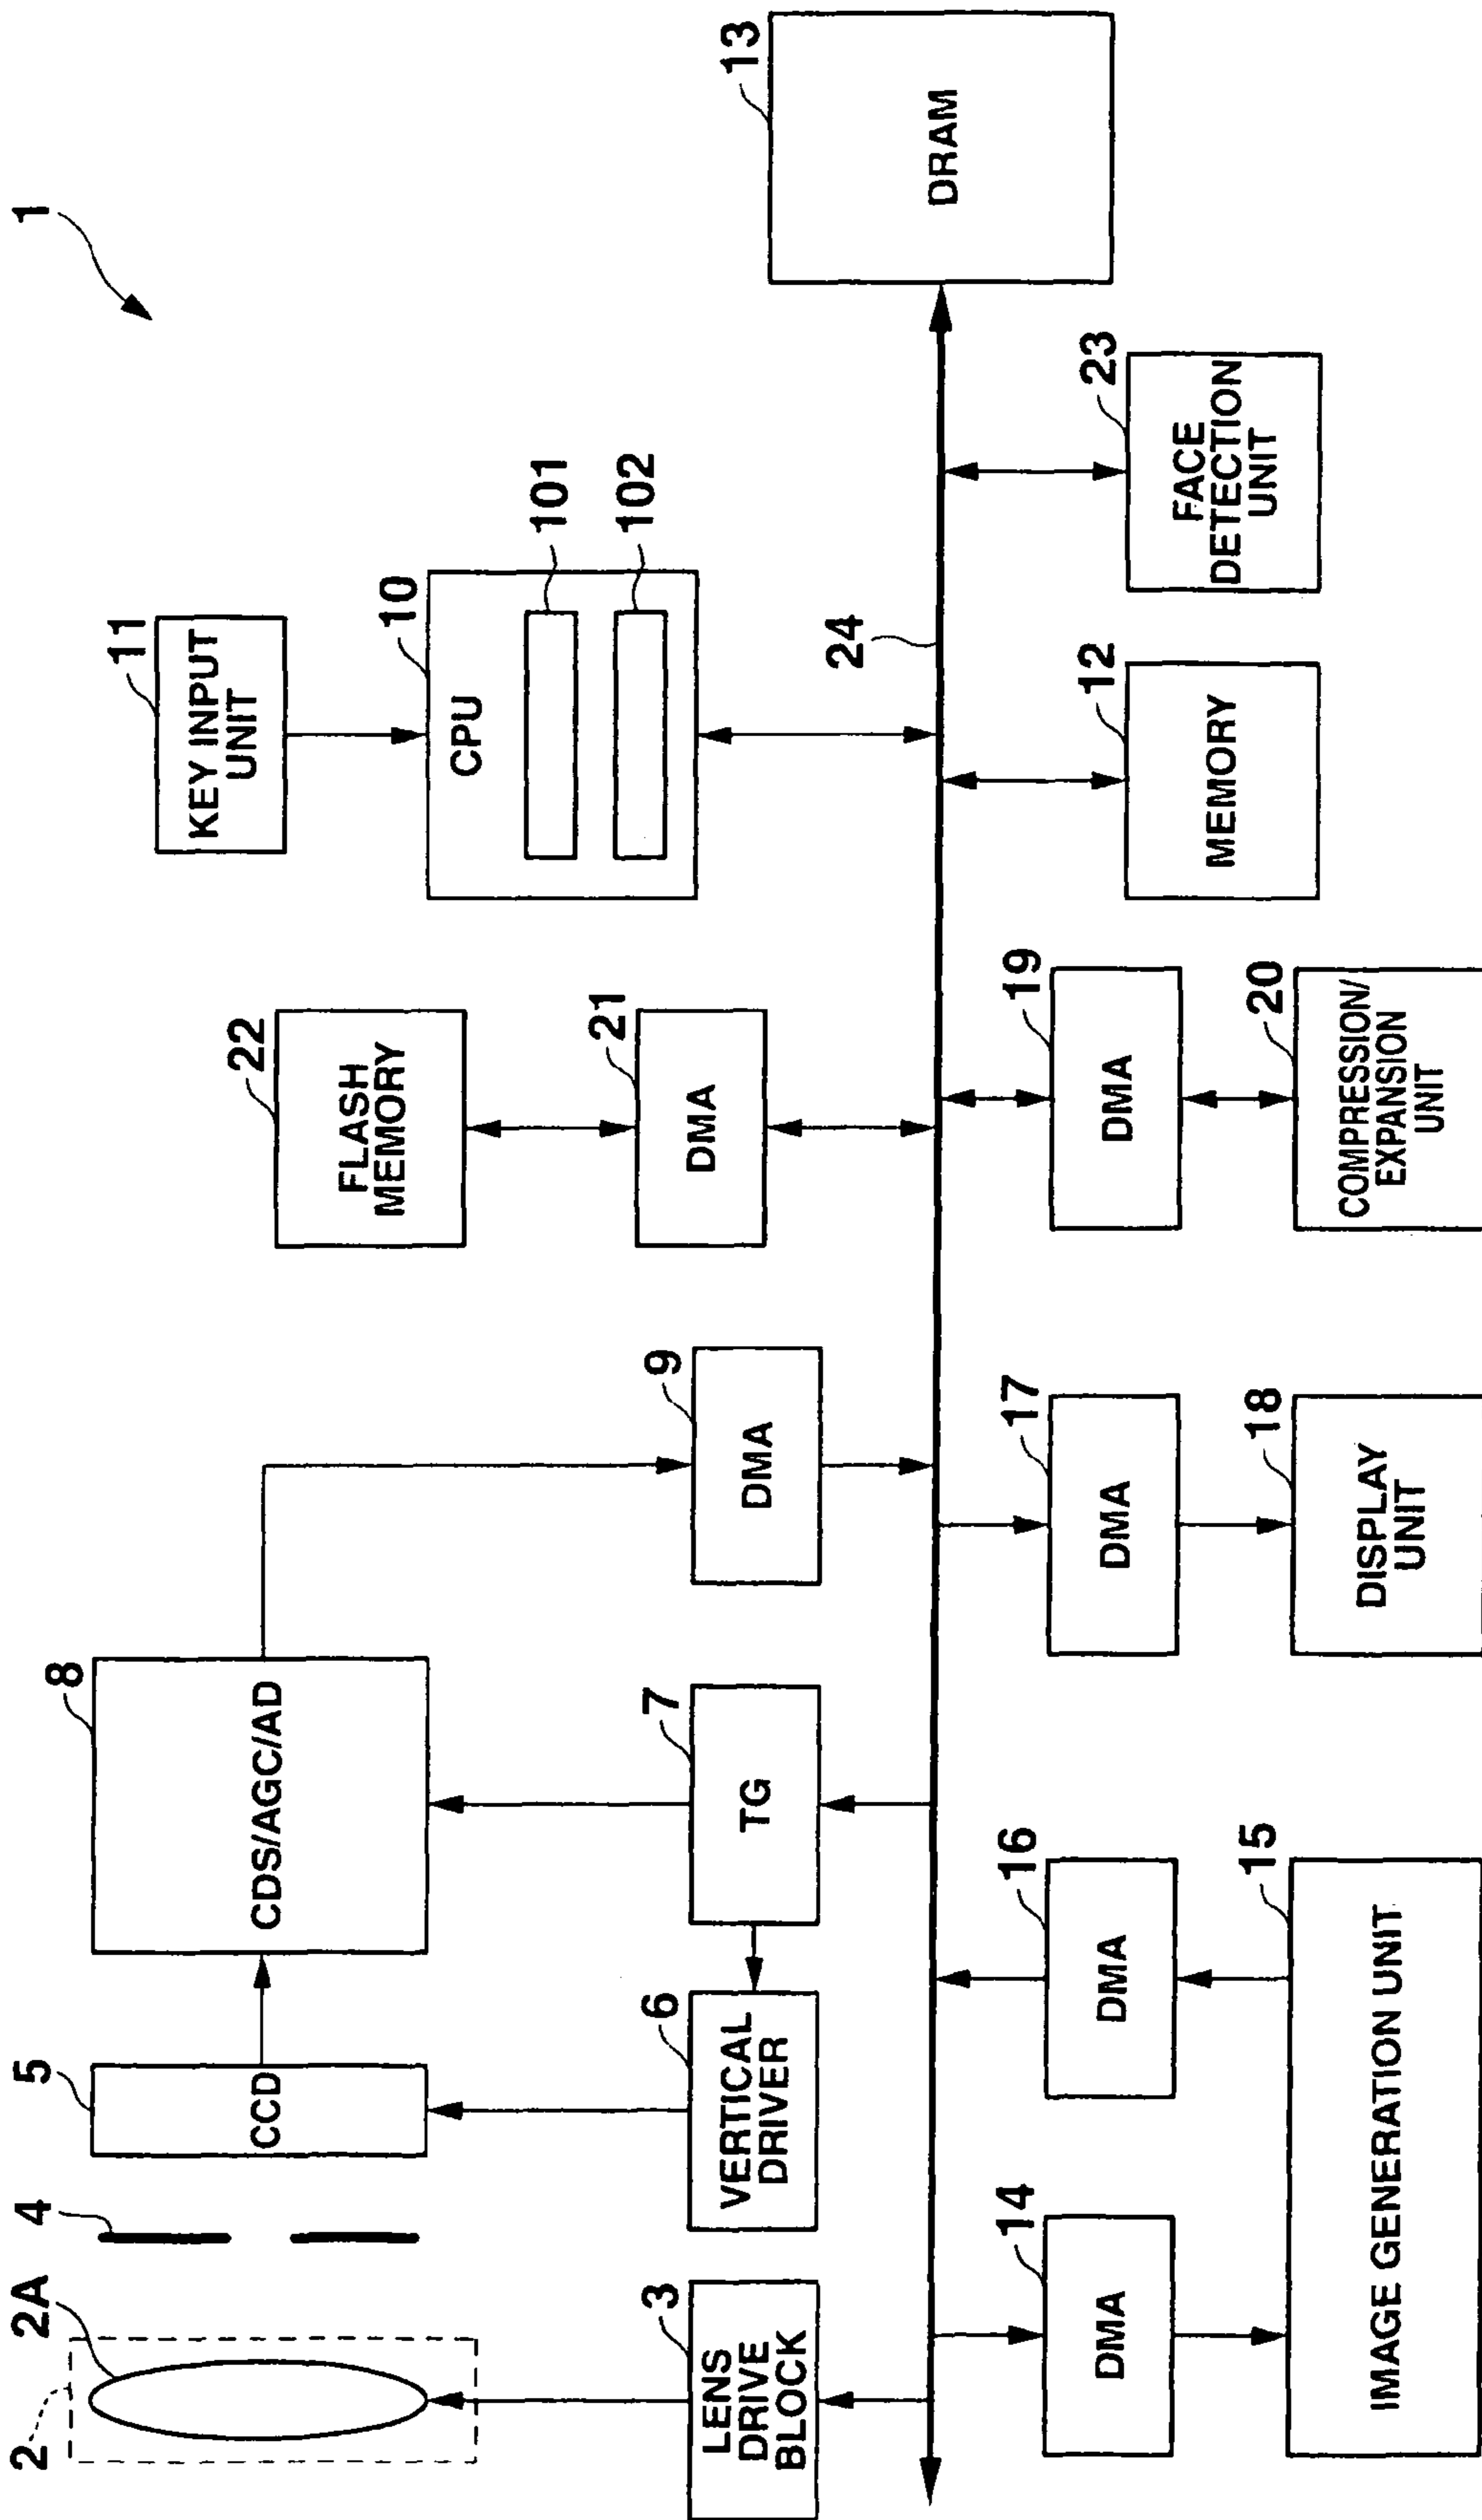 1
2
2A
4
5
CCD
8
CDS/AGC/AD
22
FLASH
MEMORY
11
KEY INPUT
UNIT
10
CPU
101
102
13
DRAM
3
LENS
DRIVE
BLOCK
6
VERTICAL
DRIVER
7
TG
9
DMA
21
DMA
24
14
DMA
16
DMA
15
IMAGE GENERATION UNIT
17
DMA
18
DISPLAY
UNIT
19
DMA
20
COMPRESSION/
EXPANSION
UNIT
12
MEMORY
23
FACE
DETECTION
UNIT